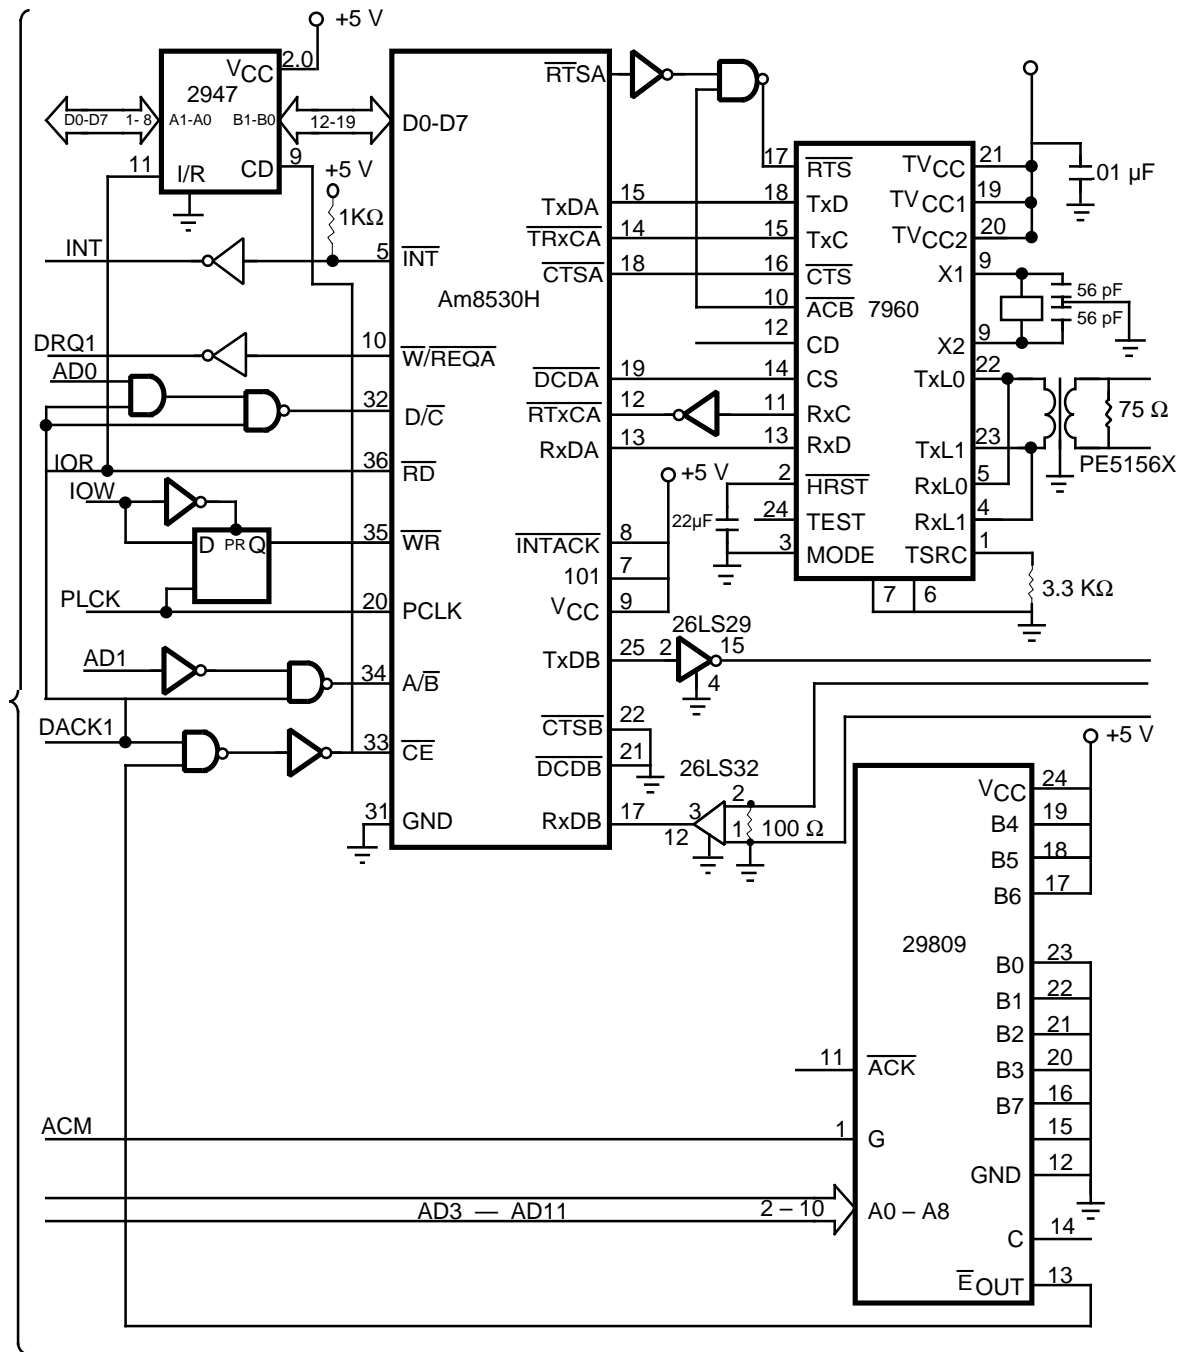 +5 V
VCC 2.0
2947
D0-D7 1- 8 A1-A0 B1-B0 12-19 D0-D7
11 I/R CD 9
+5 V
1KΩ
INT 5 INT
Am8530H
DRQ1 10 W/REQA
AD0
32 D/C
IOR 36 RD
IOW
D PR Q 35 WR
PLCK 20 PCLK
AD1 34 A/B
DACK1 33 CE
31 GND
RTSA
TxDA 15
TRxCA 14
CTSA 18
DCDA 19
RTxCA 12
RxDA 13
+5 V
INTACK 8
101 7
VCC 9
TxDB 25
CTSB 22
DCDB 21
RxDB 17
26LS29
2 15
4
26LS32
3 2
12 1 100 Ω
17 RTS
18 TxD
15 TxC
16 CTS
10 ACB
7960
12 CD
14 CS
11 RxC
13 RxD
2 HRST
22µF
24 TEST
3 MODE
TVCC 21
TVCC1 19
TVCC2 20
01 µF
X1 9
56 pF
56 pF
X2 9
TxL0 22
75 Ω
TxL1 23
PE5156X
RxL0 5
RxL1 4
TSRC 1
3.3 KΩ
7 6
+5 V
VCC 24
B4 19
B5 18
B6 17
29809
B0 23
B1 22
B2 21
B3 20
B7 16
15
GND 12
C 14
EOUT 13
11 ACK
ACM 1 G
AD3 — AD11 2 – 10 A0 – A8